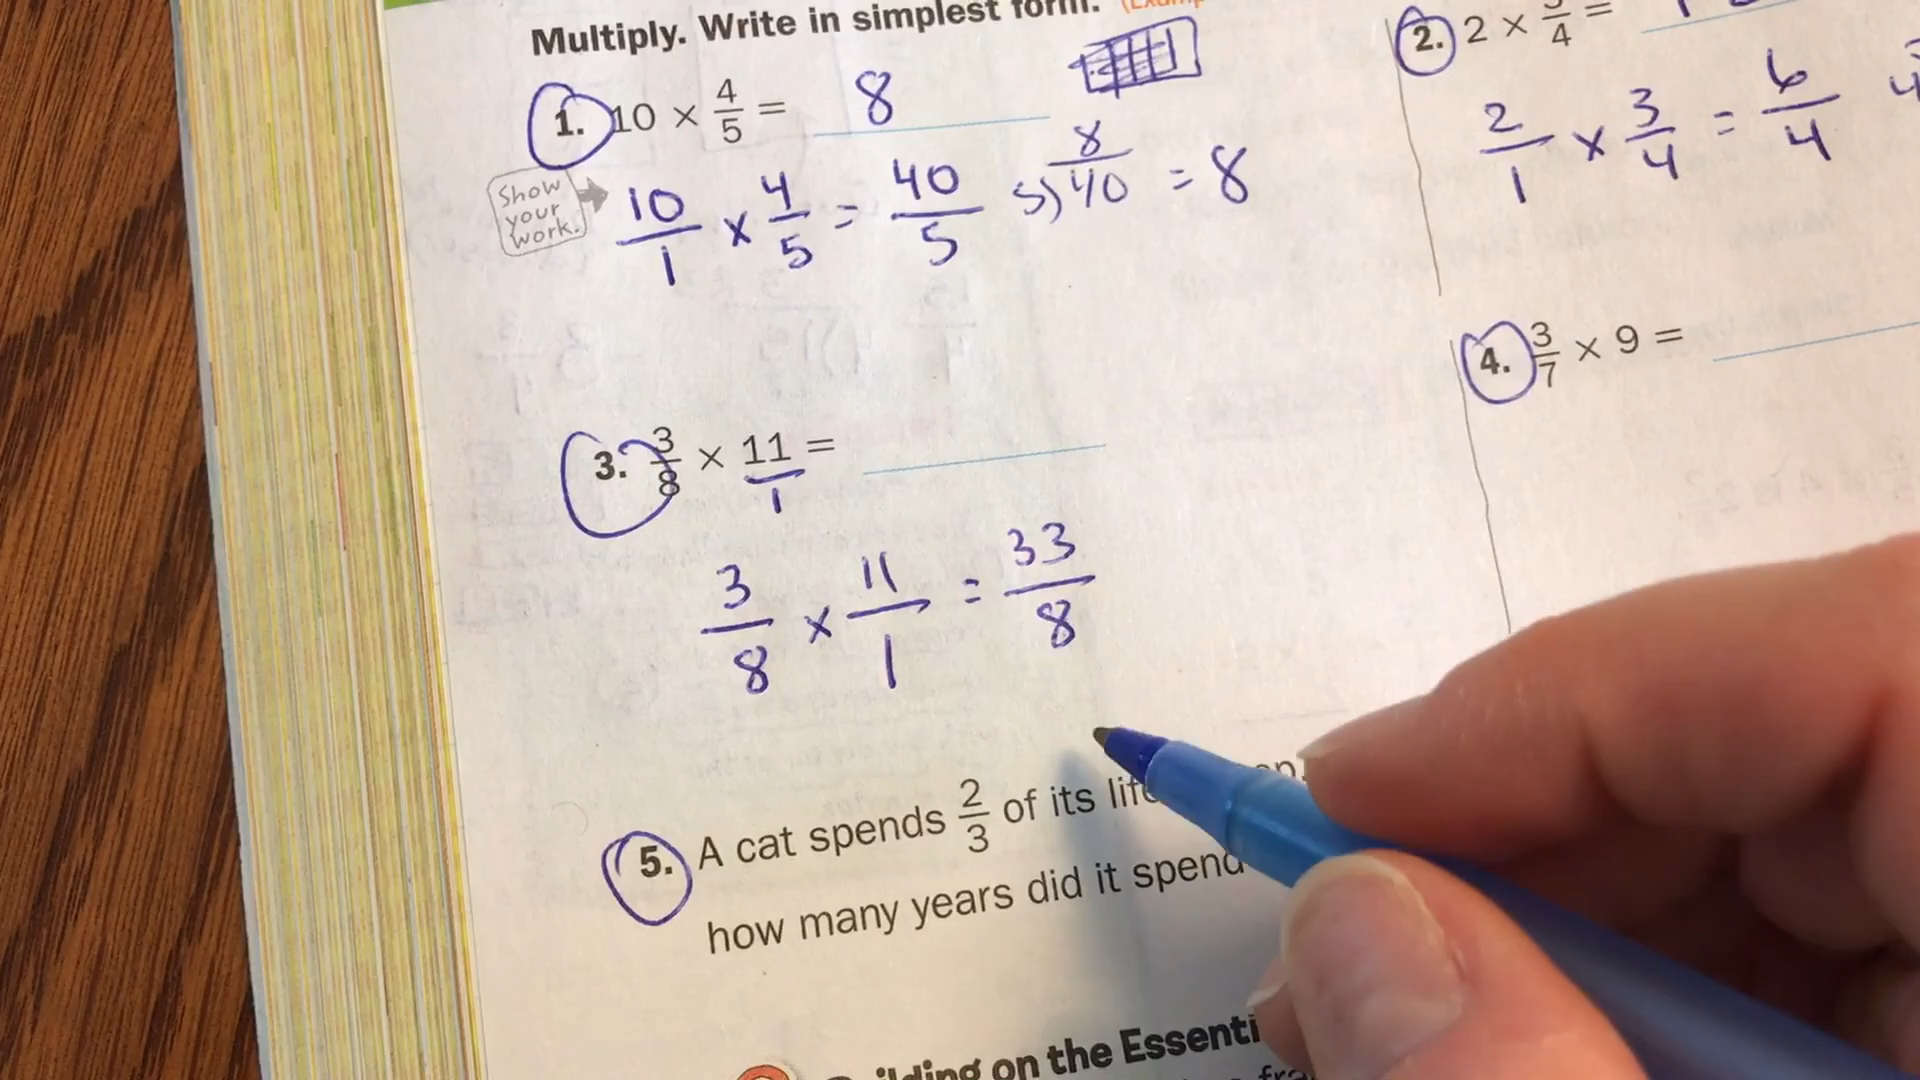 Multiply. Write in simplest form.
1. 10 × 4/5 = 8
Show your work.
10/1 × 4/5 = 40/5 5)40 8 = 8
2. 2 × 3/4 =
2/1 × 3/4 = 6/4
3. 3/8 × 11/1 =
3/8 × 11/1 = 33/8
4. 3/7 × 9 =
5. A cat spends 2/3 of its
how many years did it spend
on the